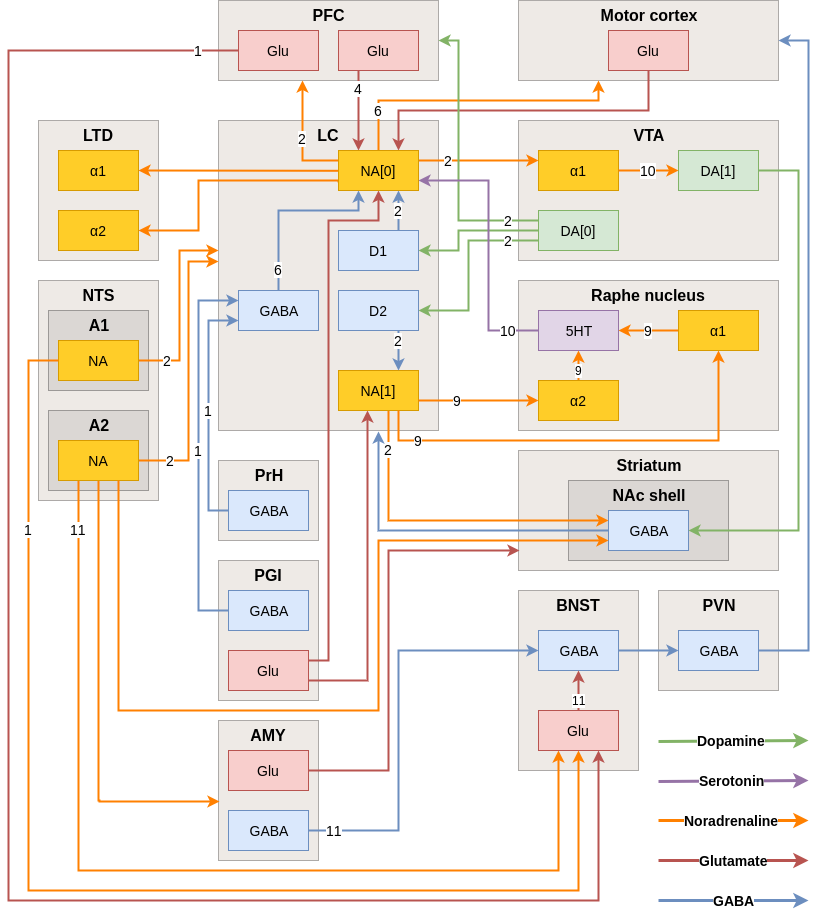 PFC
Motor cortex
1
Glu
Glu
Glu
4
6
LTD
LC
VTA
2
α1
NA[0]
2
α1
10
DA[1]
α2
2
DA[0]
2
2
D1
6
NTS
Raphe nucleus
A1
GABA
D2
10
5HT
9
α1
NA
2
2
9
NA[1]
9
α2
A2
1
9
NA
2
1
2
PrH
Striatum
NAc shell
GABA
1
11
GABA
PGI
BNST
PVN
GABA
GABA
GABA
Glu
11
AMY
Glu
Dopamine
Glu
Serotonin
GABA
11
Noradrenaline
Glutamate
GABA